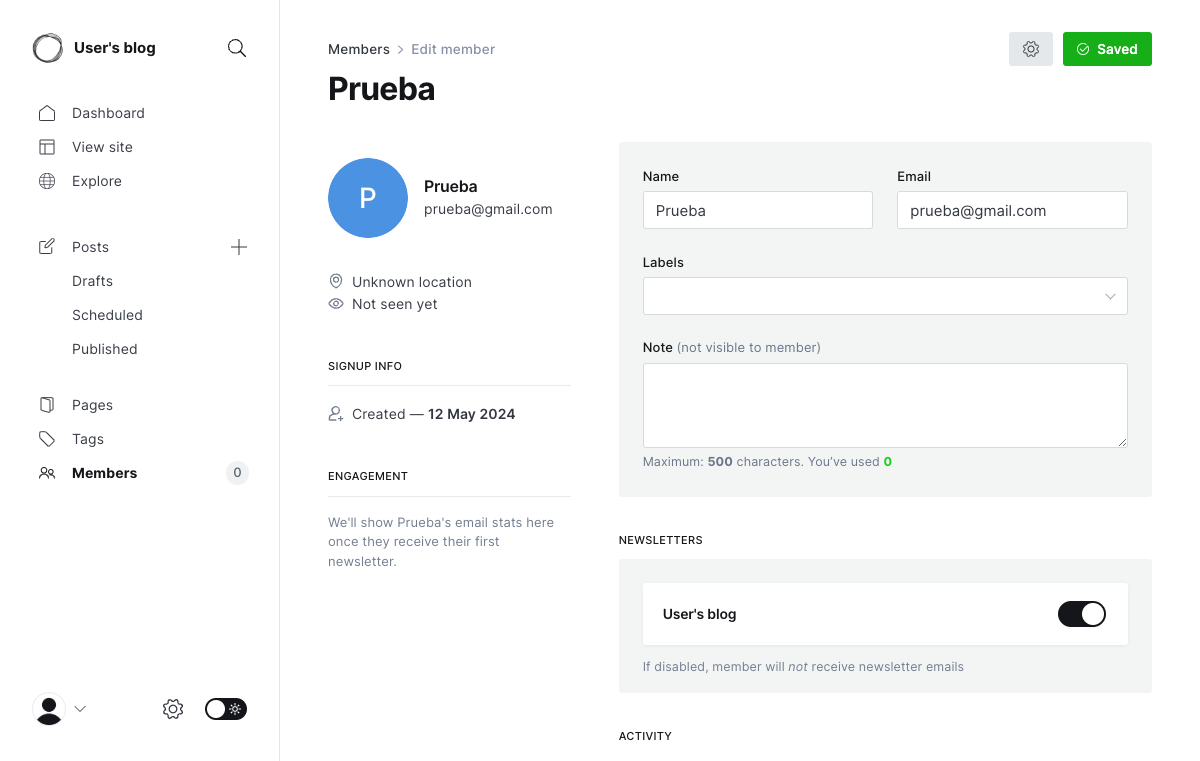 User's blog
Dashboard
View site
Explore
Posts
Drafts
Scheduled
Published
Pages
Tags
Members
0
Members
Edit member
Saved
Prueba
P
Prueba
prueba@gmail.com
Unknown location
Not seen yet
SIGNUP INFO
Created — 12 May 2024
ENGAGEMENT
We'll show Prueba's email stats here
once they receive their first
newsletter.
Name
Prueba
Email
prueba@gmail.com
Labels
Note (not visible to member)
Maximum: 500 characters. You’ve used 0
NEWSLETTERS
User's blog
If disabled, member will not receive newsletter emails
ACTIVITY